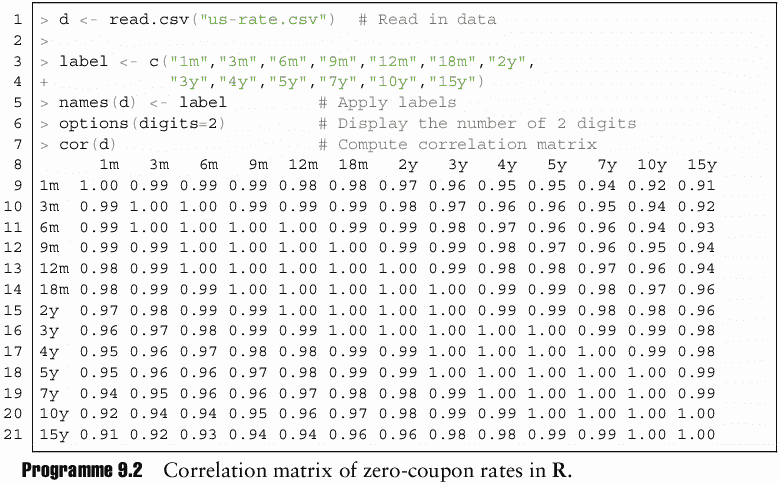 1 > d <- read.csv("us-rate.csv") # Read in data
2 >
3 > label <- c("1m","3m","6m","9m","12m","18m","2y",
4 + "3y","4y","5y","7y","10y","15y")
5 > names(d) <- label # Apply labels
6 > options(digits=2) # Display the number of 2 digits
7 > cor(d) # Compute correlation matrix
8 1m 3m 6m 9m 12m 18m 2y 3y 4y 5y 7y 10y 15y
9 1m 1.00 0.99 0.99 0.99 0.98 0.98 0.97 0.96 0.95 0.95 0.94 0.92 0.91
10 3m 0.99 1.00 1.00 0.99 0.99 0.99 0.98 0.97 0.96 0.96 0.95 0.94 0.92
11 6m 0.99 1.00 1.00 1.00 1.00 0.99 0.99 0.98 0.97 0.96 0.96 0.94 0.93
12 9m 0.99 0.99 1.00 1.00 1.00 1.00 0.99 0.99 0.98 0.97 0.96 0.95 0.94
13 12m 0.98 0.99 1.00 1.00 1.00 1.00 1.00 0.99 0.98 0.98 0.97 0.96 0.94
14 18m 0.98 0.99 0.99 1.00 1.00 1.00 1.00 1.00 0.99 0.99 0.98 0.97 0.96
15 2y 0.97 0.98 0.99 0.99 1.00 1.00 1.00 1.00 0.99 0.99 0.98 0.98 0.96
16 3y 0.96 0.97 0.98 0.99 0.99 1.00 1.00 1.00 1.00 1.00 0.99 0.99 0.98
17 4y 0.95 0.96 0.97 0.98 0.98 0.99 0.99 1.00 1.00 1.00 1.00 0.99 0.98
18 5y 0.95 0.96 0.96 0.97 0.98 0.99 0.99 1.00 1.00 1.00 1.00 1.00 0.99
19 7y 0.94 0.95 0.96 0.96 0.97 0.98 0.98 0.99 1.00 1.00 1.00 1.00 0.99
20 10y 0.92 0.94 0.94 0.95 0.96 0.97 0.98 0.99 0.99 1.00 1.00 1.00 1.00
21 15y 0.91 0.92 0.93 0.94 0.94 0.96 0.96 0.98 0.98 0.99 0.99 1.00 1.00
Programme 9.2 Correlation matrix of zero-coupon rates in R.